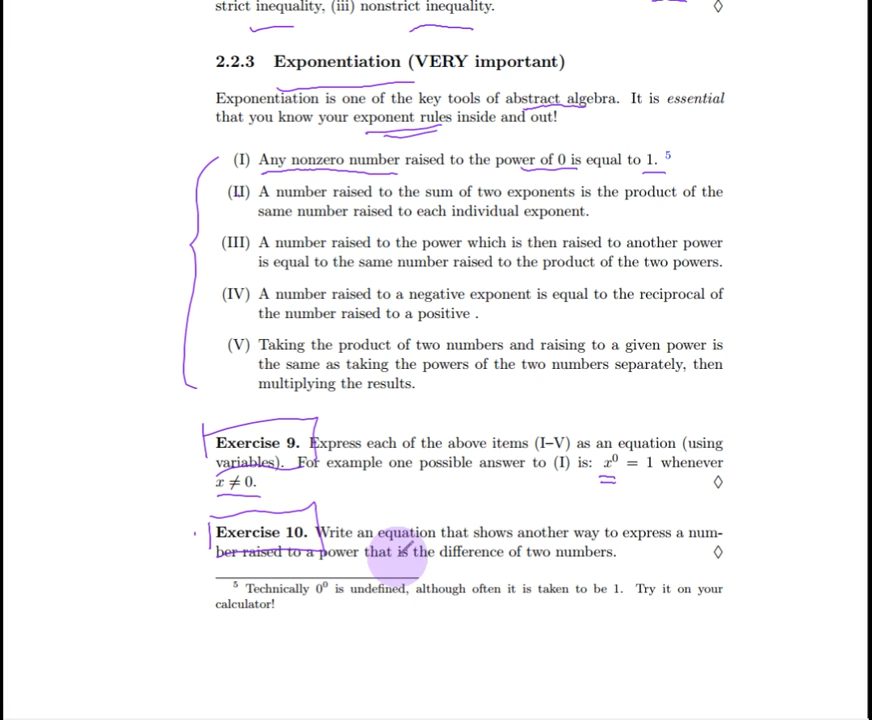 strict inequality, (iii) nonstrict inequality. ◊
2.2.3 Exponentiation (VERY important)
Exponentiation is one of the key tools of abstract algebra. It is essential
that you know your exponent rules inside and out!
(I) Any nonzero number raised to the power of 0 is equal to 1. ⁵
(II) A number raised to the sum of two exponents is the product of the
same number raised to each individual exponent.
(III) A number raised to the power which is then raised to another power
is equal to the same number raised to the product of the two powers.
(IV) A number raised to a negative exponent is equal to the reciprocal of
the number raised to a positive .
(V) Taking the product of two numbers and raising to a given power is
the same as taking the powers of the two numbers separately, then
multiplying the results.
Exercise 9. Express each of the above items (I–V) as an equation (using
variables). For example one possible answer to (I) is: x⁰ = 1 whenever
x ≠ 0. ◊
Exercise 10. Write an equation that shows another way to express a num-
ber raised to a power that is the difference of two numbers. ◊
⁵ Technically 0⁰ is undefined, although often it is taken to be 1. Try it on your
calculator!